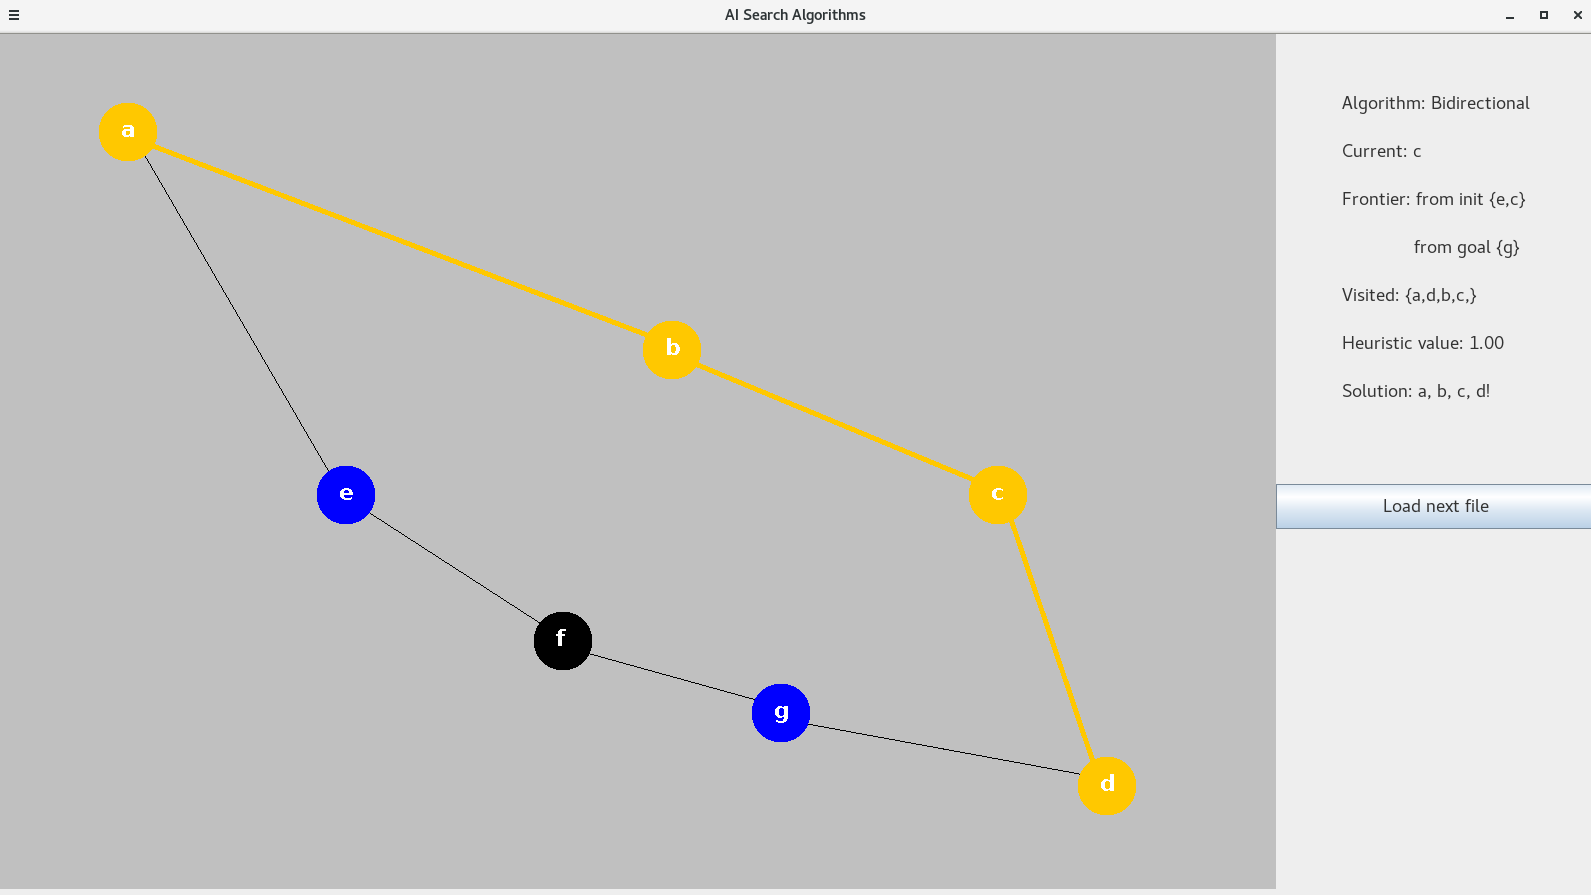 AI Search Algorithms
a
b
c
d
e
f
g
Algorithm: Bidirectional
Current: c
Frontier: from init {e,c}
from goal {g}
Visited: {a,d,b,c,}
Heuristic value: 1.00
Solution: a, b, c, d!
Load next file